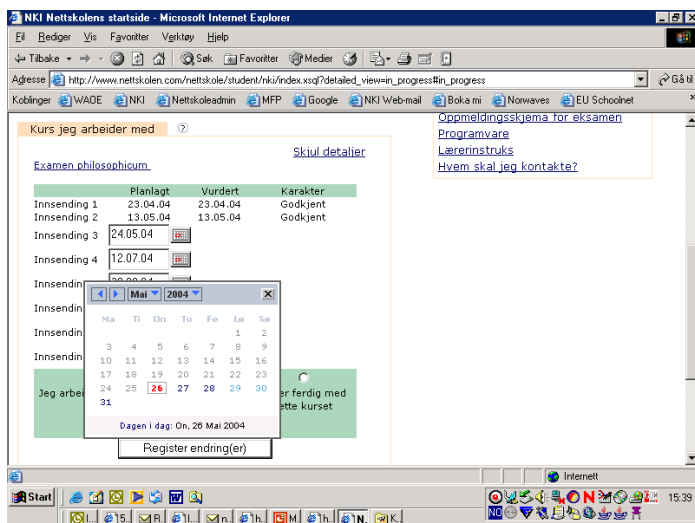 NKI Nettskolens startside - Microsoft Internet Explorer
Fil Rediger Vis Favoritter Verktøy Hjelp
Tilbake Søk Favoritter Medier
Adresse http://www.nettskolen.com/nettskole/student/nki/index.xsql?detailed_view=in_progress#in_progress Gå til
Koblinger WAOE NKI Nettskoleadmin MFP Google NKI Web-mail Boka mi Norwaves EU Schoolnet »
Kurs jeg arbeider med ?
Skjul detaljer
Examen philosophicum
Planlagt Vurdert Karakter
Innsending 1 23.04.04 23.04.04 Godkjent
Innsending 2 13.05.04 13.05.04 Godkjent
Innsending 3 24.05.04
Innsending 4 12.07.04
Innsendin
Innsendin
Innsendin
Innsendin
Mai 2004
Ma Ti On To Fe Lø Sø
1 2
3 4 5 6 7 8 9
10 11 12 13 14 15 16
17 18 19 20 21 22 23
24 25 26 27 28 29 30
31
Dagen i dag: On, 26 Mai 2004
Jeg arbei er ferdig med
ette kurset
Register endring(er)
Oppmeldingsskjema for eksamen
Programvare
Lærerinstruks
Hvem skal jeg kontakte?
Internett
Start 15:39
NO
I... 5... R... I... n... h... M... h... N... K...